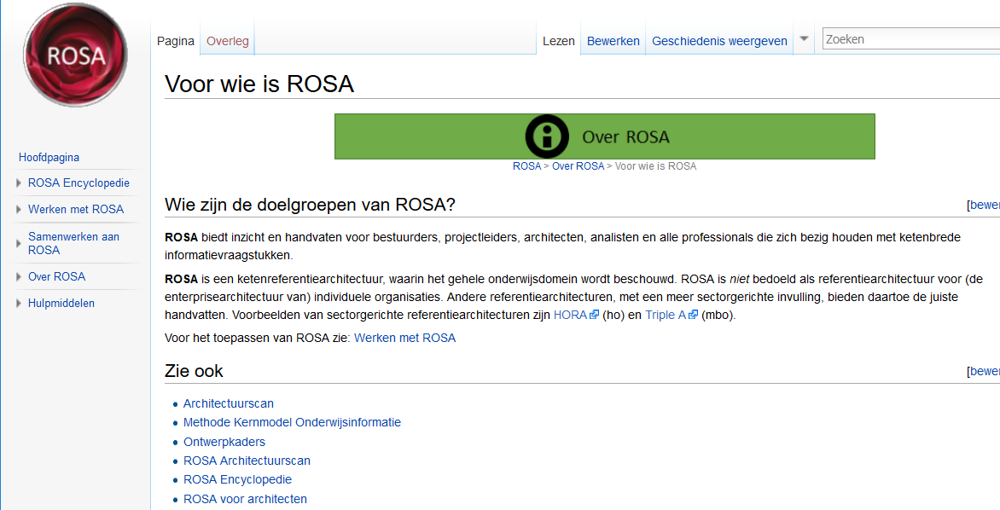 ROSA
Pagina
Overleg
Lezen
Bewerken
Geschiedenis weergeven
Zoeken
Voor wie is ROSA
Over ROSA
ROSA > Over ROSA > Voor wie is ROSA
Hoofdpagina
ROSA Encyclopedie
Werken met ROSA
Samenwerken aan
ROSA
Over ROSA
Hulpmiddelen
Wie zijn de doelgroepen van ROSA?
[bewer
ROSA biedt inzicht en handvaten voor bestuurders, projectleiders, architecten, analisten en alle professionals die zich bezig houden met ketenbrede
informatievraagstukken.
ROSA is een ketenreferentiearchitectuur, waarin het gehele onderwijsdomein wordt beschouwd. ROSA is niet bedoeld als referentiearchitectuur voor (de
enterprisearchitectuur van) individuele organisaties. Andere referentiearchitecturen, met een meer sectorgerichte invulling, bieden daartoe de juiste
handvatten. Voorbeelden van sectorgerichte referentiearchitecturen zijn HORA (ho) en Triple A (mbo).
Voor het toepassen van ROSA zie: Werken met ROSA
Zie ook
[bewer
Architectuurscan
Methode Kernmodel Onderwijsinformatie
Ontwerpkaders
ROSA Architectuurscan
ROSA Encyclopedie
ROSA voor architecten